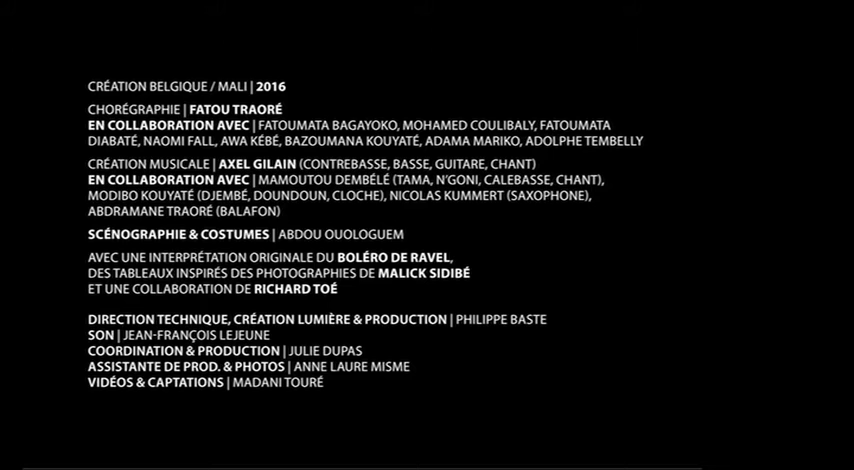 CRÉATION BELGIQUE / MALI | 2016
CHORÉGRAPHIE | FATOU TRAORÉ
EN COLLABORATION AVEC | FATOUMATA BAGAYOKO, MOHAMED COULIBALY, FATOUMATA
DIABATÉ, NAOMI FALL, AWA KÉBÉ, BAZOUMANA KOUYATÉ, ADAMA MARIKO, ADOLPHE TEMBELLY
CRÉATION MUSICALE | AXEL GILAIN (CONTREBASSE, BASSE, GUITARE, CHANT)
EN COLLABORATION AVEC | MAMOUTOU DEMBÉLÉ (TAMA, N'GONI, CALEBASSE, CHANT),
MODIBO KOUYATÉ (DJEMBÉ, DOUNDOUN, CLOCHE), NICOLAS KUMMERT (SAXOPHONE),
ABDRAMANE TRAORÉ (BALAFON)
SCÉNOGRAPHIE & COSTUMES | ABDOU OUOLOGUEM
AVEC UNE INTERPRÉTATION ORIGINALE DU BOLÉRO DE RAVEL,
DES TABLEAUX INSPIRÉS DES PHOTOGRAPHIES DE MALICK SIDIBÉ
ET UNE COLLABORATION DE RICHARD TOÉ
DIRECTION TECHNIQUE, CRÉATION LUMIÈRE & PRODUCTION | PHILIPPE BASTE
SON | JEAN-FRANÇOIS LEJEUNE
COORDINATION & PRODUCTION | JULIE DUPAS
ASSISTANTE DE PROD. & PHOTOS | ANNE LAURE MISME
VIDÉOS & CAPTATIONS | MADANI TOURÉ